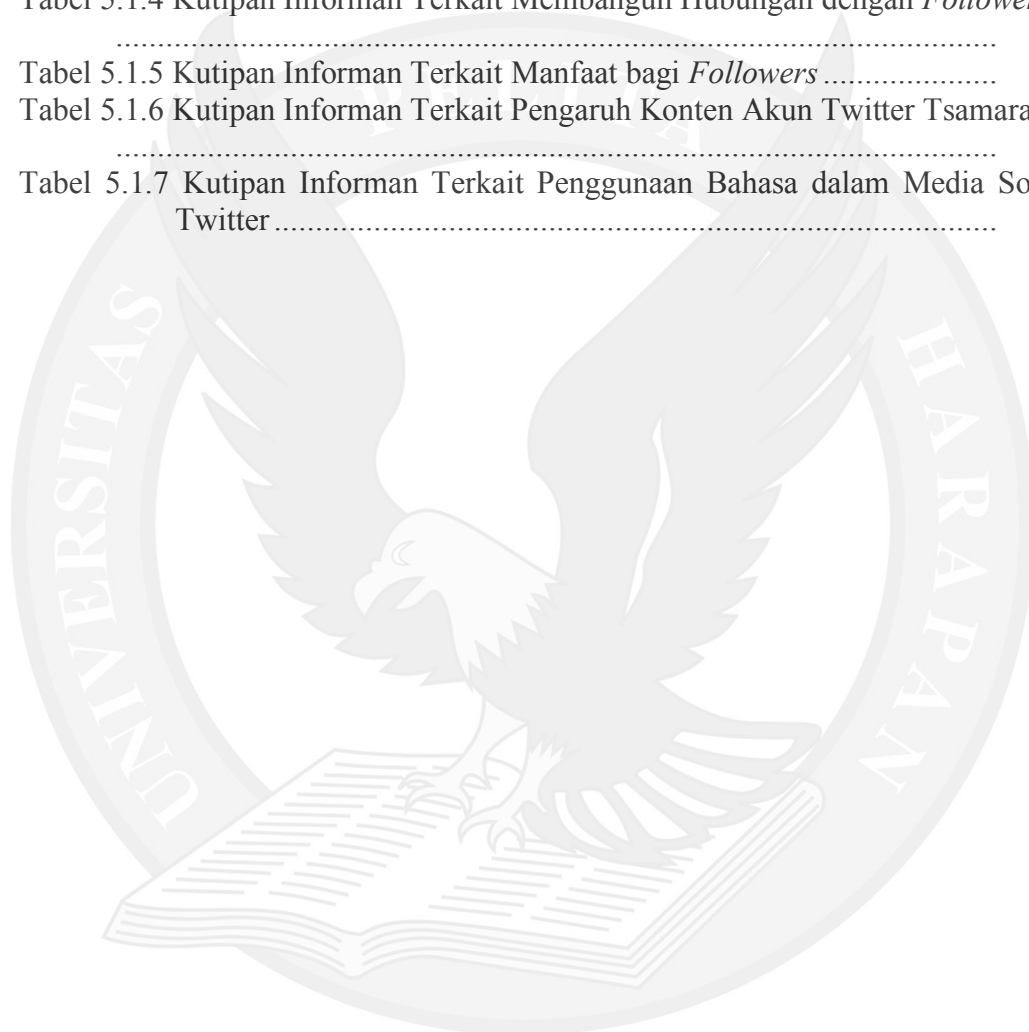 Tabel 5.1.4 Kutipan Informan Terkait Membangun Hubungan dengan Follower
................................................................................................................
Tabel 5.1.5 Kutipan Informan Terkait Manfaat bagi Followers .....................
Tabel 5.1.6 Kutipan Informan Terkait Pengaruh Konten Akun Twitter Tsamara
................................................................................................................
Tabel 5.1.7 Kutipan Informan Terkait Penggunaan Bahasa dalam Media So
Twitter ........................................................................................
UNIVERSITAS PELITA HARAPAN